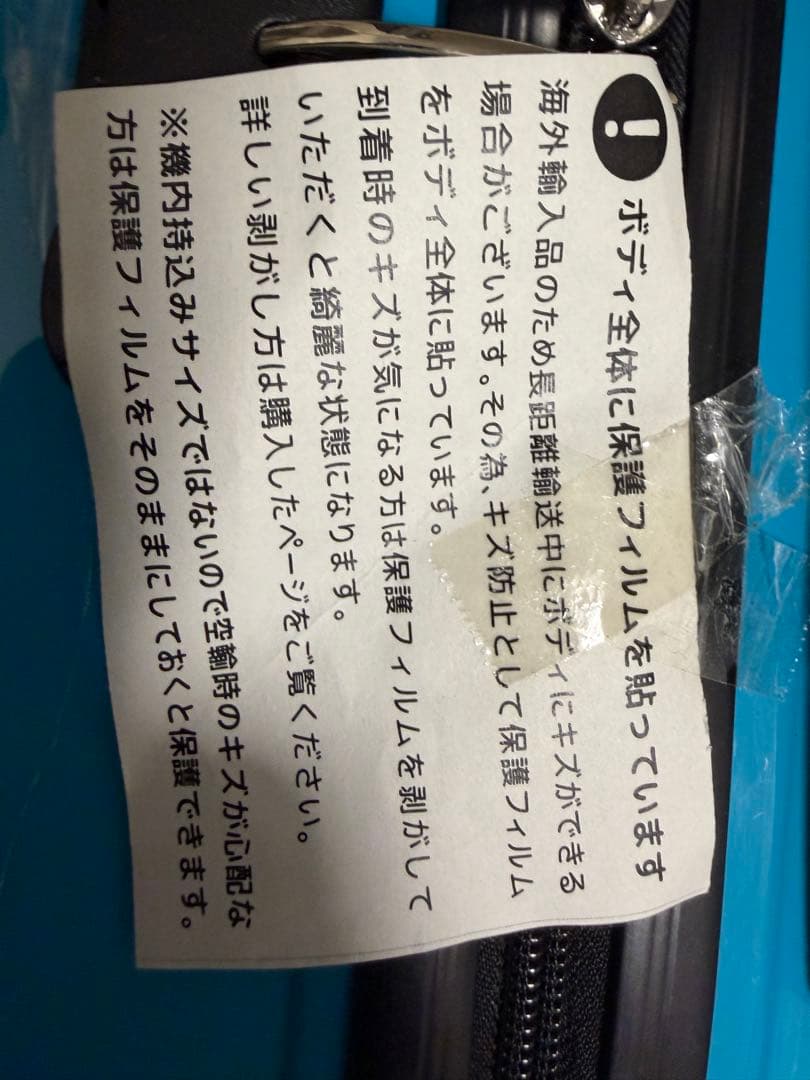 ! ボディ全体に保護フィルムを貼っています
海外輸入品のため長距離輸送中にボディにキズができる
場合がございます。その為、キズ防止として保護フィルム
をボディ全体に貼っています。
到着時のキズが気になる方は保護フィルムを剥がして
いただくと綺麗な状態になります。
詳しい剥がし方は購入したページをご覧ください。
※機内持込みサイズではないので空輸時のキズが心配な
方は保護フィルムをそのままにしておくと保護できます。